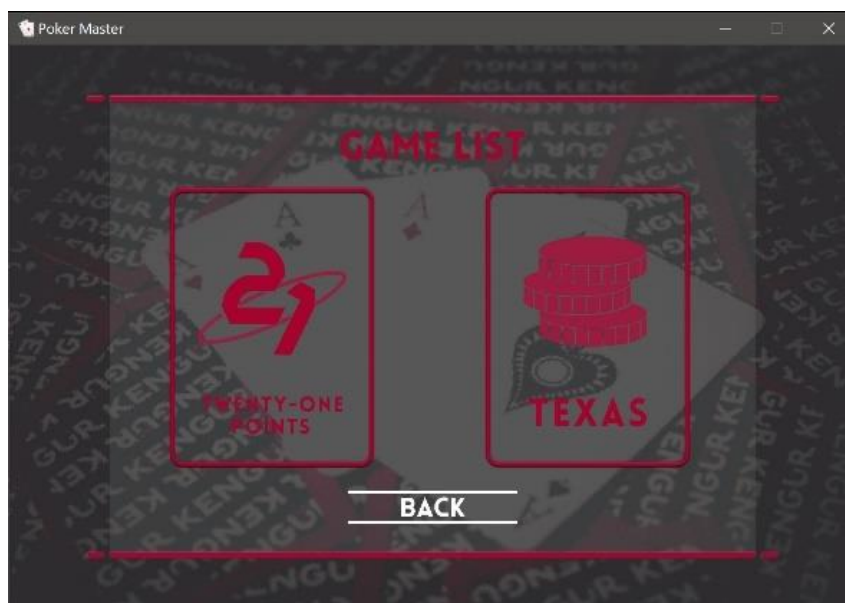 Poker Master
GAME LIST
21
TWENTY-ONE
POINTS
TEXAS
BACK